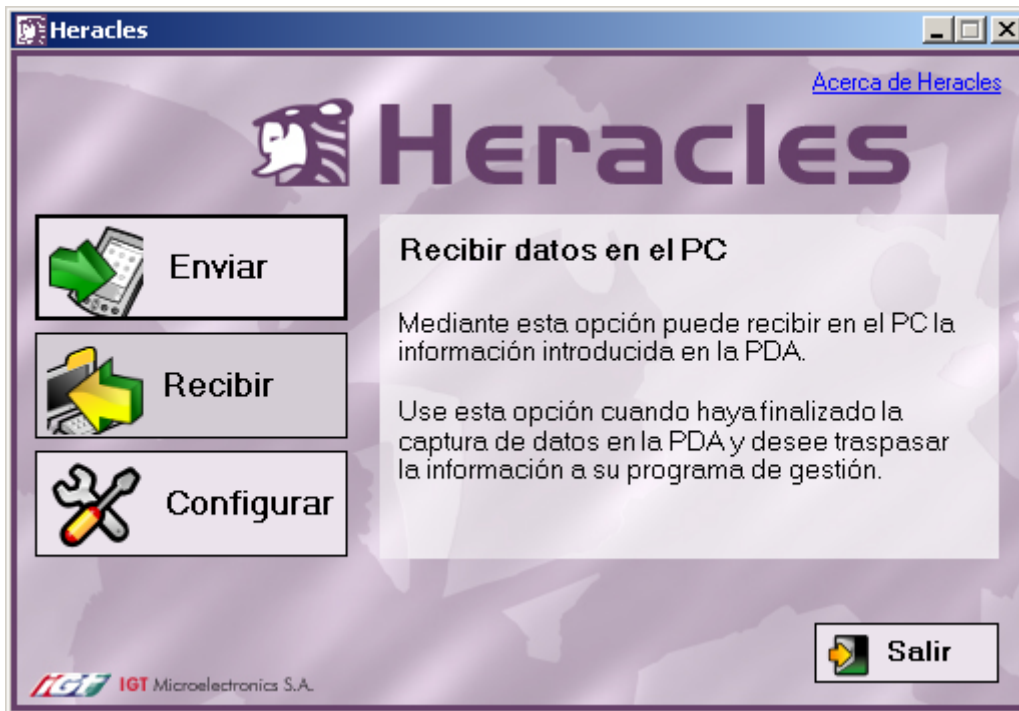 Heracles
Acerca de Heracles
Heracles
Enviar
Recibir
Configurar
Recibir datos en el PC
Mediante esta opción puede recibir en el PC la
información introducida en la PDA.
Use esta opción cuando haya finalizado la
captura de datos en la PDA y desee traspasar
la información a su programa de gestión.
Salir
IGT IGT Microelectronics S.A.